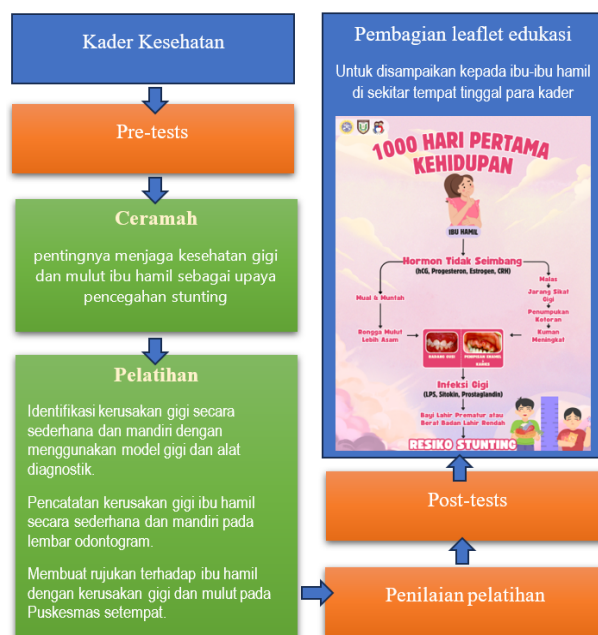 Kader Kesehatan
Pre-tests
Ceramah
pentingnya menjaga kesehatan gigi
dan mulut ibu hamil sebagai upaya
pencegahan stunting
Pelatihan
Identifikasi kerusakan gigi secara
sederhana dan mandiri dengan
menggunakan model gigi dan alat
diagnostik.
Pencatatan kerusakan gigi ibu hamil
secara sederhana dan mandiri pada
lembar odontogram.
Membuat rujukan terhadap ibu hamil
dengan kerusakan gigi dan mulut pada
Puskesmas setempat.
Penilaian pelatihan
Post-tests
Pembagian leaflet edukasi
Untuk disampaikan kepada ibu-ibu hamil
di sekitar tempat tinggal para kader
1000 HARI PERTAMA
KEHIDUPAN
IBU HAMIL
Hormon Tidak Seimbang
(hCG, Progesteron, Estrogen, CRH)
Mual & Muntah
Rongga Mulut
Lebih Asam
Malas
Jarang Sikat
Gigi
Penumpukan
Kotoran
Kuman
Meningkat
KARANG GIGI
Infeksi Gigi
(LPS, Sitokin, Prostaglandin)
Bayi Lahir Prematur atau
Berat Badan Lahir Rendah
RESIKO STUNTING